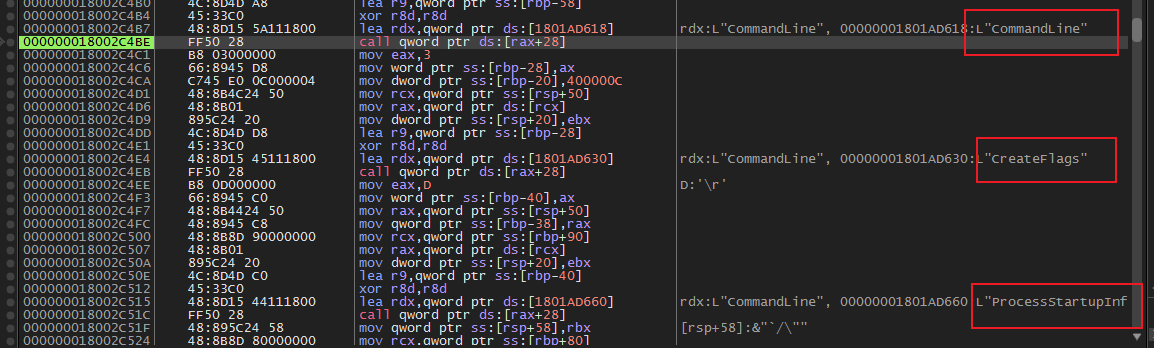 000000018002C4B0 4C:8D4D A8 lea r9,qword ptr ss:[rbp-58]
000000018002C4B4 45:33C0 xor r8d,r8d
000000018002C4B7 48:8D15 5A111800 lea rdx,qword ptr ds:[1801AD618] rdx:L"CommandLine", 00000001801AD618:L"CommandLine"
000000018002C4BE FF50 28 call qword ptr ds:[rax+28]
000000018002C4C1 B8 03000000 mov eax,3
000000018002C4C6 66:8945 D8 mov word ptr ss:[rbp-28],ax
000000018002C4CA C745 E0 0C000004 mov dword ptr ss:[rbp-20],400000C
000000018002C4D1 48:8B4C24 50 mov rcx,qword ptr ss:[rsp+50]
000000018002C4D6 48:8B01 mov rax,qword ptr ds:[rcx]
000000018002C4D9 895C24 20 mov dword ptr ss:[rsp+20],ebx
000000018002C4DD 4C:8D4D D8 lea r9,qword ptr ss:[rbp-28]
000000018002C4E1 45:33C0 xor r8d,r8d
000000018002C4E4 48:8D15 45111800 lea rdx,qword ptr ds:[1801AD630] rdx:L"CommandLine", 00000001801AD630:L"CreateFlags"
000000018002C4EB FF50 28 call qword ptr ds:[rax+28]
000000018002C4EE B8 0D000000 mov eax,D D:'\r'
000000018002C4F3 66:8945 C0 mov word ptr ss:[rbp-40],ax
000000018002C4F7 48:8B4424 50 mov rax,qword ptr ss:[rsp+50]
000000018002C4FC 48:8945 C8 mov qword ptr ss:[rbp-38],rax
000000018002C500 48:8B8D 90000000 mov rcx,qword ptr ss:[rbp+90]
000000018002C507 48:8B01 mov rax,qword ptr ds:[rcx]
000000018002C50A 895C24 20 mov dword ptr ss:[rsp+20],ebx
000000018002C50E 4C:8D4D C0 lea r9,qword ptr ss:[rbp-40]
000000018002C512 45:33C0 xor r8d,r8d
000000018002C515 48:8D15 44111800 lea rdx,qword ptr ds:[1801AD660] rdx:L"CommandLine", 00000001801AD660 L"ProcessStartupInf
000000018002C51C FF50 28 call qword ptr ds:[rax+28]
000000018002C51F 48:895C24 58 mov qword ptr ss:[rsp+58],rbx [rsp+58]:&"`/\""
000000018002C524 48:8B8D 80000000 mov rcx,qword ptr ss:[rbp+80]